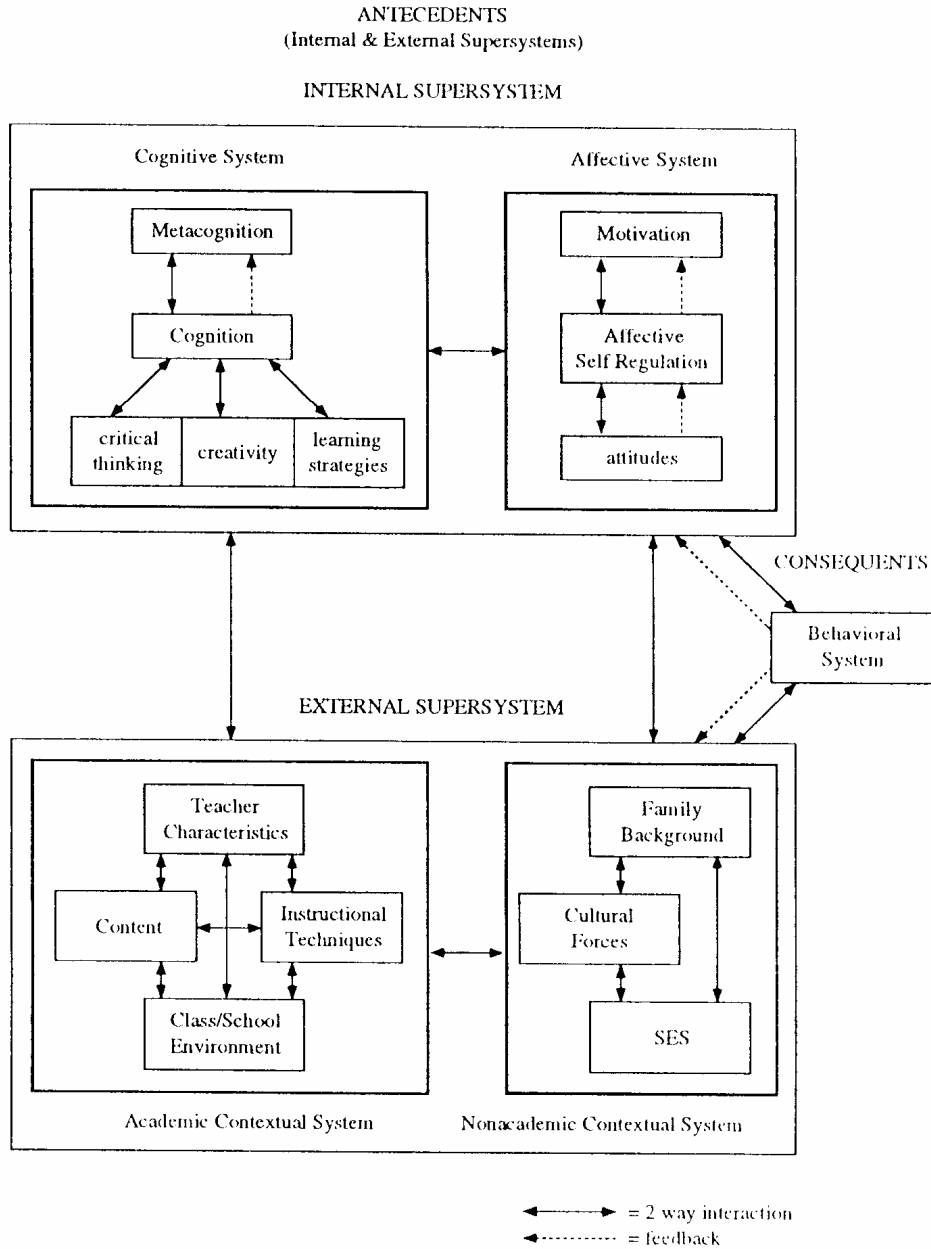 ANTECEDENTS
(Internal & External Supersystems)
INTERNAL SUPERSYSTEM
Cognitive System
Affective System
Metacognition
Cognition
critical
thinking
creativity
learning
strategies
Motivation
Affective
Self Regulation
attitudes
CONSEQUENTS
Behavioral
System
EXTERNAL SUPERSYSTEM
Teacher
Characteristics
Content
Instructional
Techniques
Class/School
Environment
Family
Background
Cultural
Forces
SES
Academic Contextual System
Nonacademic Contextual System
= 2 way interaction
= feedback